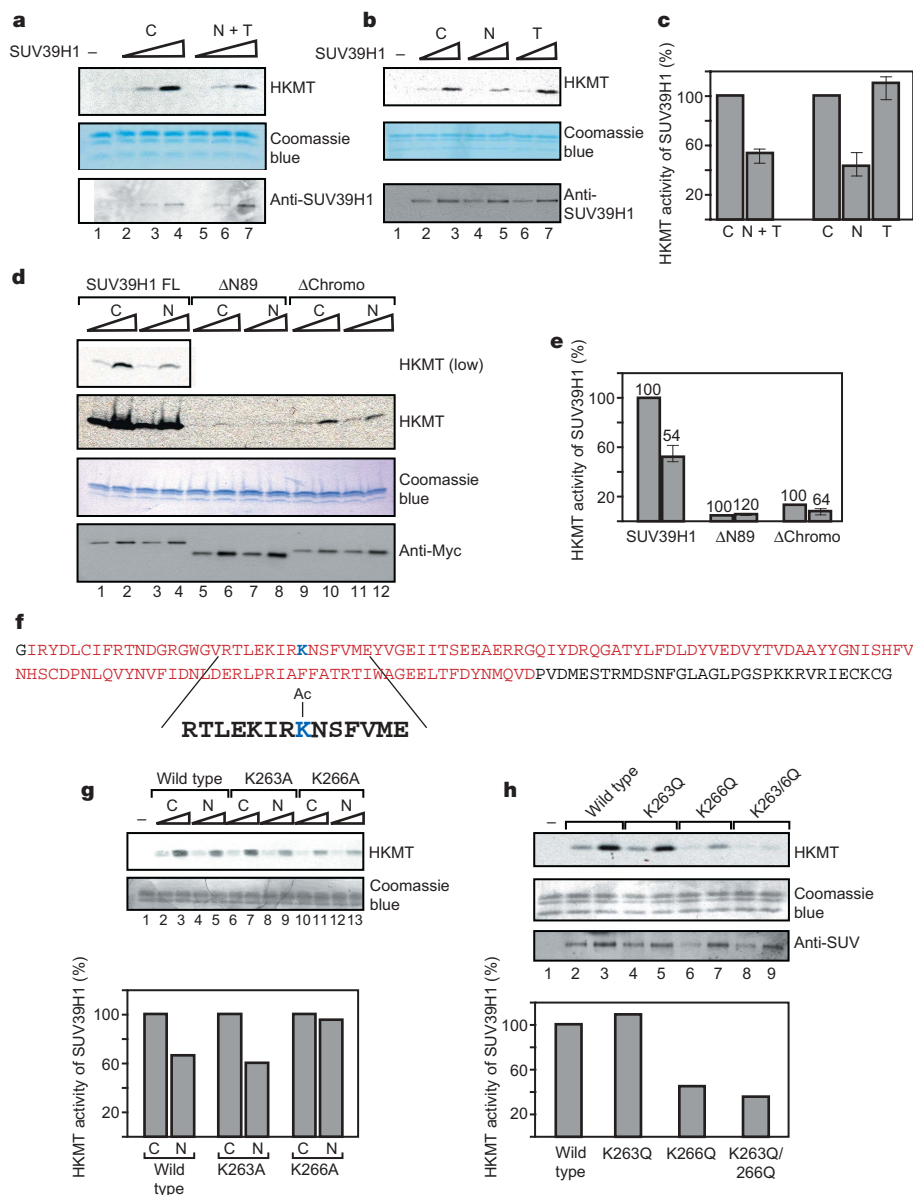 a
C N + T
SUV39H1 –
HKMT
Coomassie
blue
Anti-SUV39H1
1 2 3 4 5 6 7
b
C N T
SUV39H1 –
HKMT
Coomassie
blue
Anti-
SUV39H1
1 2 3 4 5 6 7
c
HKMT activity of SUV39H1 (%)
100
60
20
C N + T C N T
d
SUV39H1 FL ΔN89 ΔChromo
C N C N C N
HKMT (low)
HKMT
Coomassie
blue
Anti-Myc
1 2 3 4 5 6 7 8 9 10 11 12
e
HKMT activity of SUV39H1 (%)
100
60
20
100 54 100 120 100 64
SUV39H1 ΔN89 ΔChromo
f
GIRYDLCIFRTNDGRGWGVRTLEKIRKNSFVMEYVGEIITSEEAERRGQIYDRQGATYLFDLDYVEDVYTVDAAYYGNISHFV
NHSCDPNLQVYNVFIDNLDERLPRIAFFATRTIWAGEELTFDYNMQVDPVDMESTRMDSNFGLAGLPGSPKKRVRIECKCG
Ac
RTLEKIRKNSFVME
g
Wild type K263A K266A
C N C N C N
–
HKMT
Coomassie
blue
1 2 3 4 5 6 7 8 9 10 11 12 13
HKMT activity of SUV39H1 (%)
100
60
20
C N C N C N
Wild K263A K266A
type
h
– Wild type K263Q K266Q K263/6Q
HKMT
Coomassie
blue
Anti-SUV
1 2 3 4 5 6 7 8 9
HKMT activity of SUV39H1 (%)
100
60
20
Wild K263Q K266Q K263Q/
type 266Q